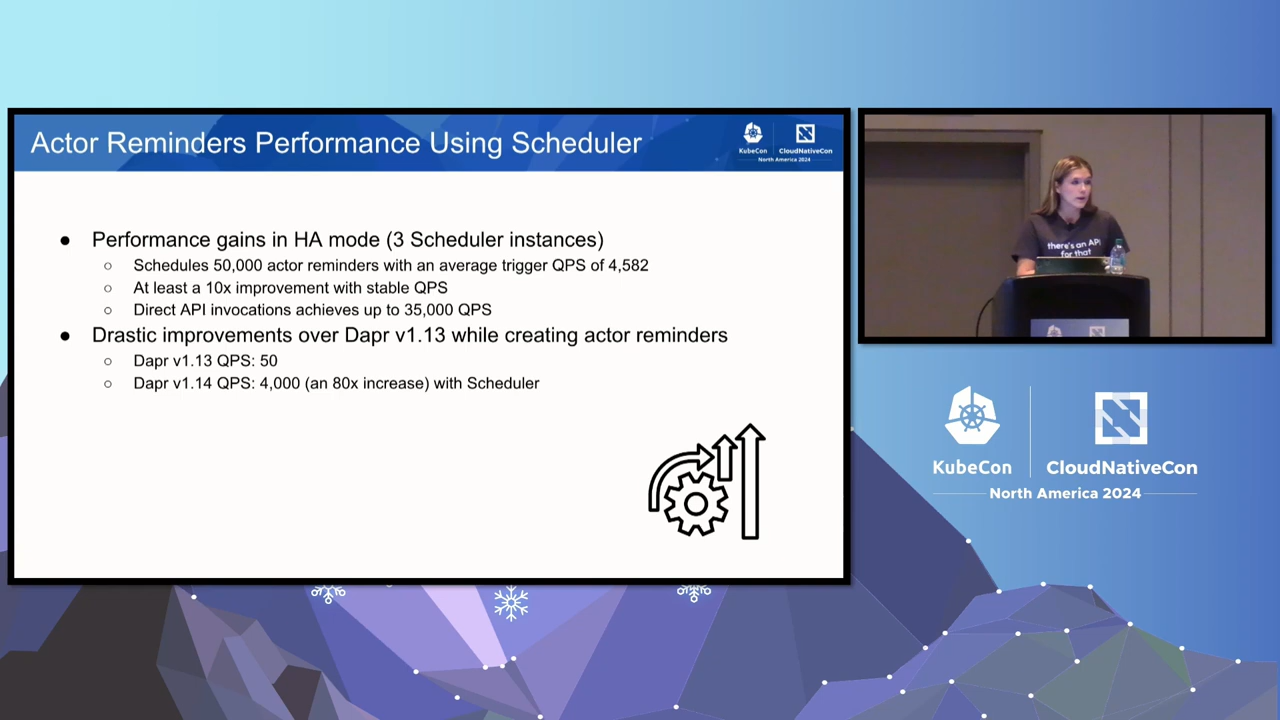 Actor Reminders Performance Using Scheduler
KubeCon
CloudNativeCon
North America 2024
● Performance gains in HA mode (3 Scheduler instances)
○ Schedules 50,000 actor reminders with an average trigger QPS of 4,582
○ At least a 10x improvement with stable QPS
○ Direct API invocations achieves up to 35,000 QPS
● Drastic improvements over Dapr v1.13 while creating actor reminders
○ Dapr v1.13 QPS: 50
○ Dapr v1.14 QPS: 4,000 (an 80x increase) with Scheduler
there's an API
for that
KubeCon
CloudNativeCon
North America 2024